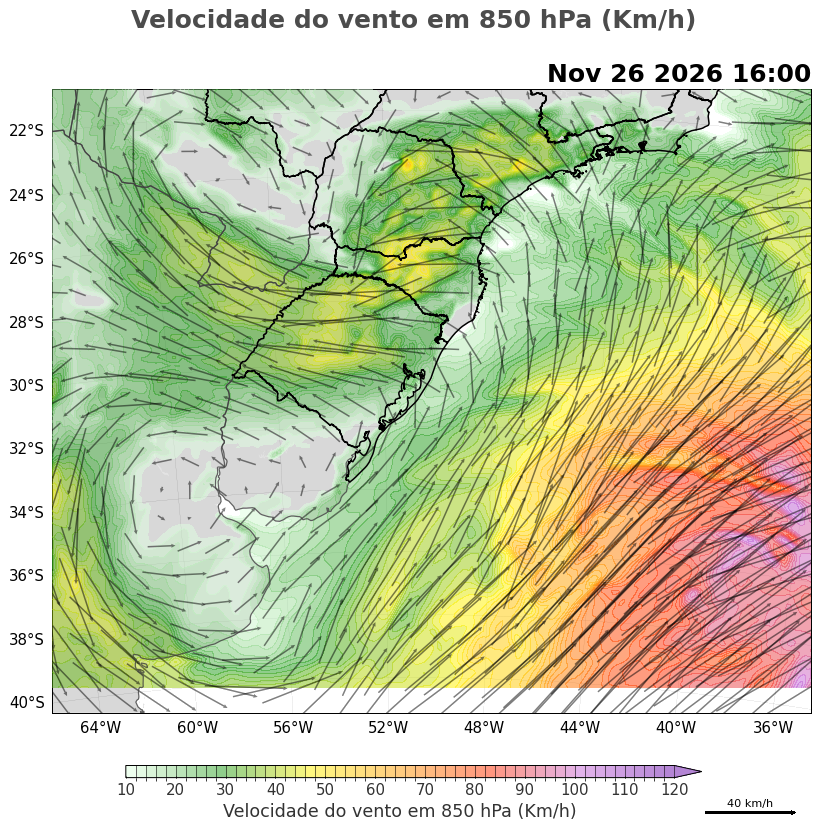 Velocidade do vento em 850 hPa (Km/h)
Nov 26 2026 16:00
22°S
24°S
26°S
28°S
30°S
32°S
34°S
36°S
38°S
40°S
64°W 60°W 56°W 52°W 48°W 44°W 40°W 36°W
10 20 30 40 50 60 70 80 90 100 110 120
Velocidade do vento em 850 hPa (Km/h)
40 km/h